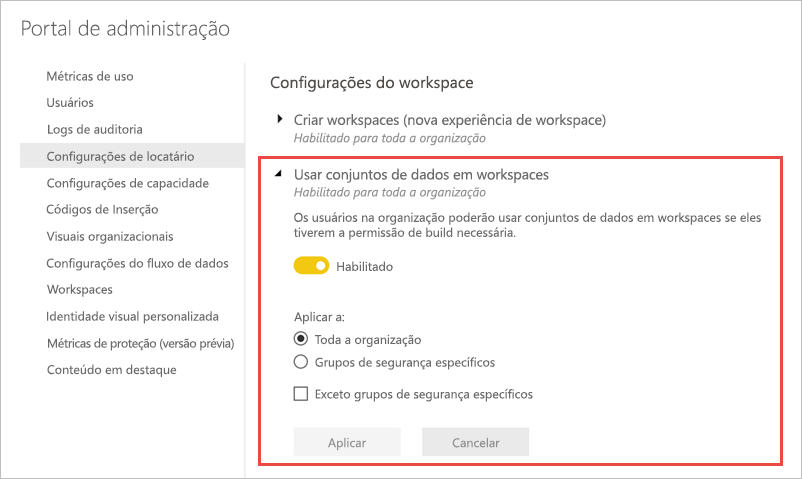 Portal de administração
Métricas de uso
Usuários
Logs de auditoria
Configurações de locatário
Configurações de capacidade
Códigos de Inserção
Visuais organizacionais
Configurações do fluxo de dados
Workspaces
Identidade visual personalizada
Métricas de proteção (versão prévia)
Conteúdo em destaque
Configurações do workspace
Criar workspaces (nova experiência de workspace)
Habilitado para toda a organização
Usar conjuntos de dados em workspaces
Habilitado para toda a organização
Os usuários na organização poderão usar conjuntos de dados em workspaces se eles
tiverem a permissão de build necessária.
Habilitado
Aplicar a:
Toda a organização
Grupos de segurança específicos
Exceto grupos de segurança específicos
Aplicar
Cancelar